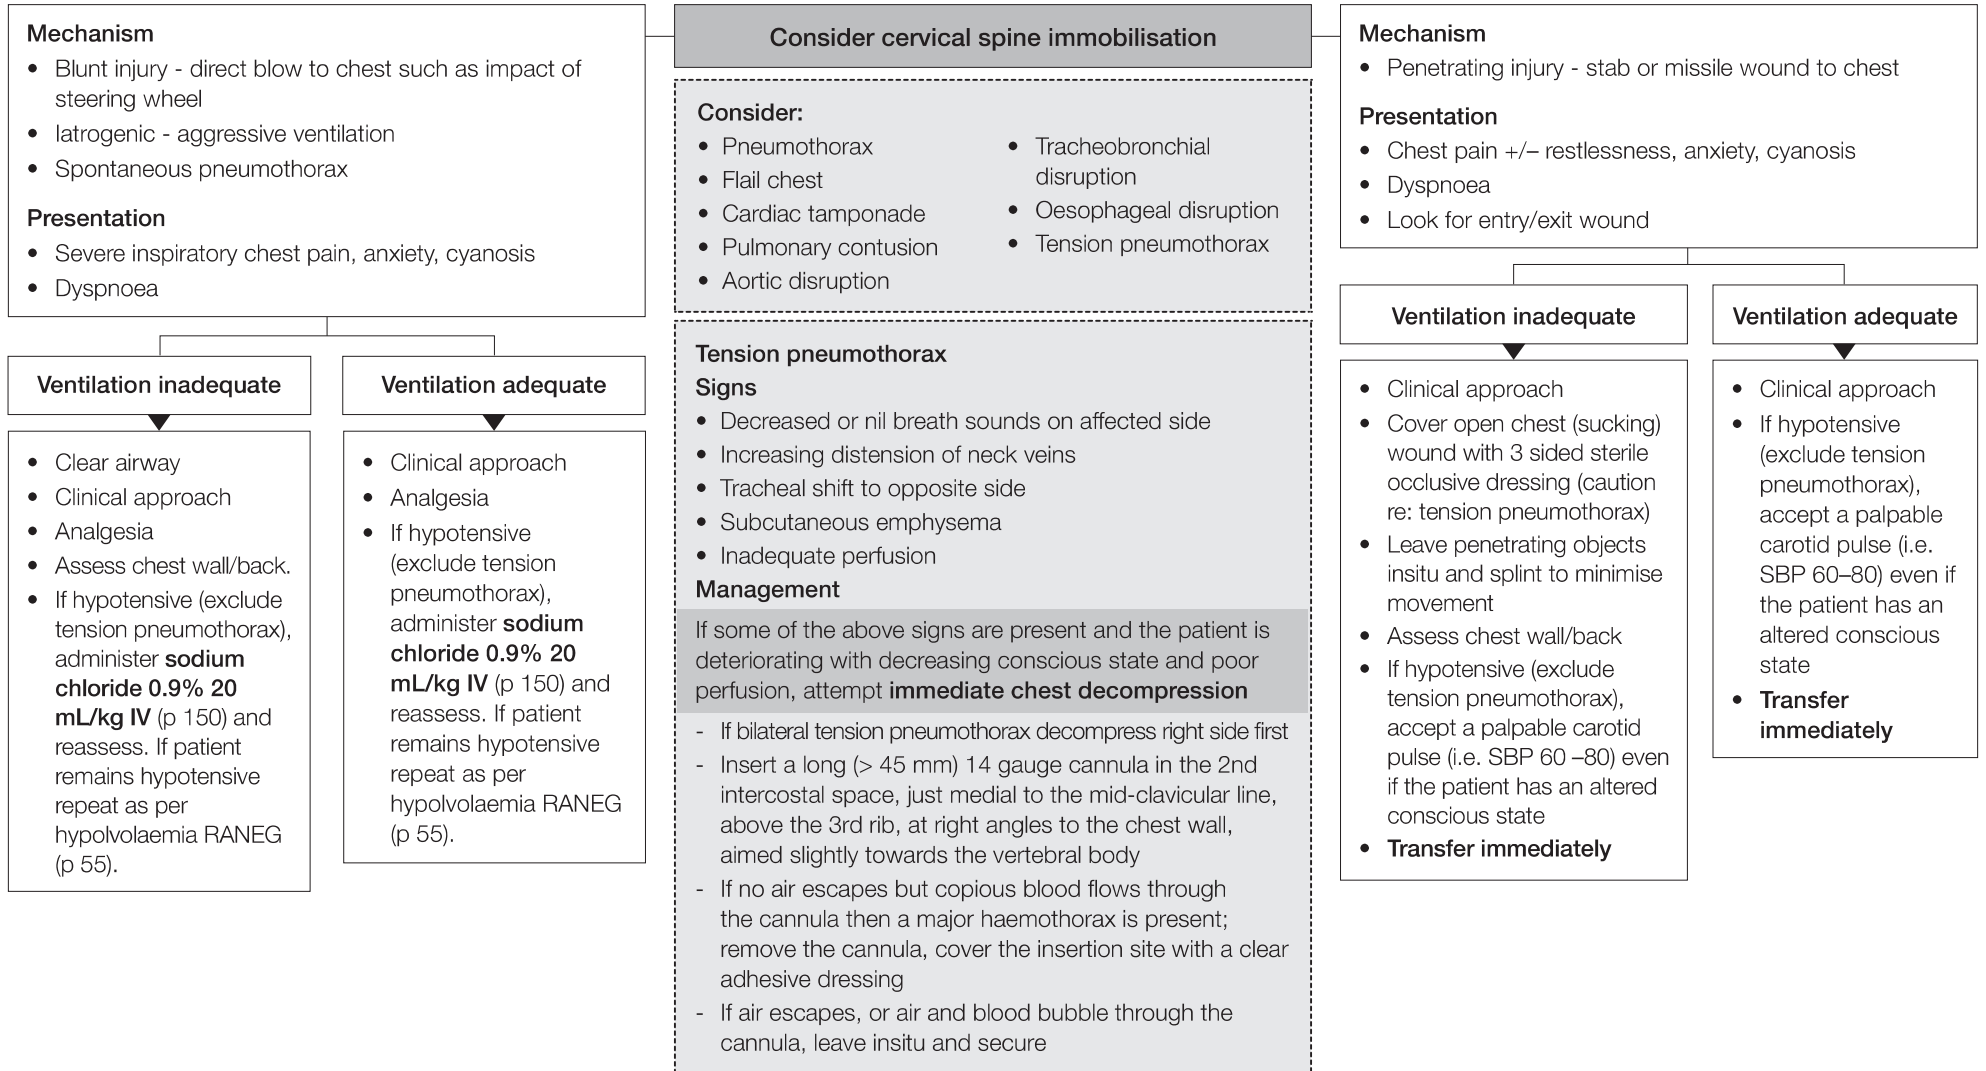 Consider cervical spine immobilisation
Mechanism
• Blunt injury - direct blow to chest such as impact of
steering wheel
• Iatrogenic - aggressive ventilation
• Spontaneous pneumothorax
Presentation
• Severe inspiratory chest pain, anxiety, cyanosis
• Dyspnoea
Ventilation inadequate
• Clear airway
• Clinical approach
• Analgesia
• Assess chest wall/back.
• If hypotensive (exclude
tension pneumothorax),
administer sodium
chloride 0.9% 20
mL/kg IV (p 150) and
reassess. If patient
remains hypotensive
repeat as per
hypolvolaemia RANEG
(p 55).
Ventilation adequate
• Clinical approach
• Analgesia
• If hypotensive
(exclude tension
pneumothorax),
administer sodium
chloride 0.9% 20
mL/kg IV (p 150) and
reassess. If patient
remains hypotensive
repeat as per
hypolvolaemia RANEG
(p 55).
Consider:
• Pneumothorax
• Flail chest
• Cardiac tamponade
• Pulmonary contusion
• Aortic disruption
• Tracheobronchial
disruption
• Oesophageal disruption
• Tension pneumothorax
Tension pneumothorax
Signs
• Decreased or nil breath sounds on affected side
• Increasing distension of neck veins
• Tracheal shift to opposite side
• Subcutaneous emphysema
• Inadequate perfusion
Management
If some of the above signs are present and the patient is
deteriorating with decreasing conscious state and poor
perfusion, attempt immediate chest decompression
- If bilateral tension pneumothorax decompress right side first
- Insert a long (> 45 mm) 14 gauge cannula in the 2nd
intercostal space, just medial to the mid-clavicular line,
above the 3rd rib, at right angles to the chest wall,
aimed slightly towards the vertebral body
- If no air escapes but copious blood flows through
the cannula then a major haemothorax is present;
remove the cannula, cover the insertion site with a clear
adhesive dressing
- If air escapes, or air and blood bubble through the
cannula, leave insitu and secure
Mechanism
• Penetrating injury - stab or missile wound to chest
Presentation
• Chest pain +/– restlessness, anxiety, cyanosis
• Dyspnoea
• Look for entry/exit wound
Ventilation inadequate
• Clinical approach
• Cover open chest (sucking)
wound with 3 sided sterile
occlusive dressing (caution
re: tension pneumothorax)
• Leave penetrating objects
insitu and splint to minimise
movement
• Assess chest wall/back
• If hypotensive (exclude
tension pneumothorax),
accept a palpable carotid
pulse (i.e. SBP 60 –80) even
if the patient has an altered
conscious state
• Transfer immediately
Ventilation adequate
• Clinical approach
• If hypotensive
(exclude tension
pneumothorax),
accept a palpable
carotid pulse (i.e.
SBP 60–80) even if
the patient has an
altered conscious
state
• Transfer
immediately